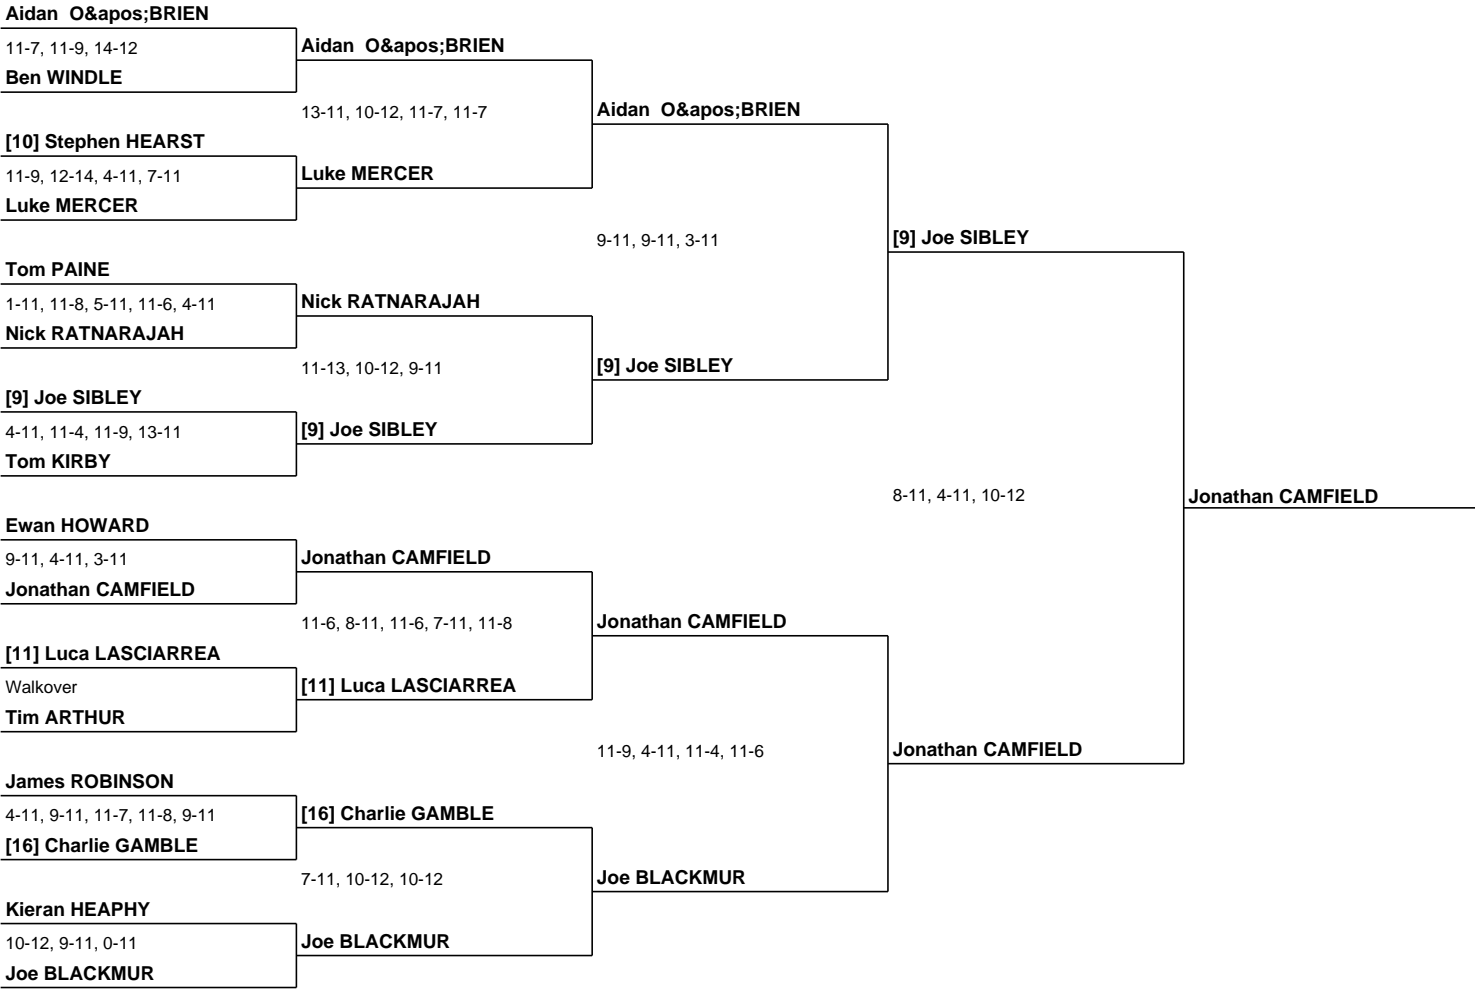 Aidan  O&apos;BRIEN
11-7, 11-9, 14-12
Ben WINDLE
[10] Stephen HEARST
11-9, 12-14, 4-11, 7-11
Luke MERCER
Tom PAINE
1-11, 11-8, 5-11, 11-6, 4-11
Nick RATNARAJAH
[9] Joe SIBLEY
4-11, 11-4, 11-9, 13-11
Tom KIRBY
Ewan HOWARD
9-11, 4-11, 3-11
Jonathan CAMFIELD
[11] Luca LASCIARREA
Walkover
Tim ARTHUR
James ROBINSON
4-11, 9-11, 11-7, 11-8, 9-11
[16] Charlie GAMBLE
Kieran HEAPHY
10-12, 9-11, 0-11
Joe BLACKMUR
Aidan  O&apos;BRIEN
13-11, 10-12, 11-7, 11-7
Luke MERCER
Nick RATNARAJAH
11-13, 10-12, 9-11
[9] Joe SIBLEY
Jonathan CAMFIELD
11-6, 8-11, 11-6, 7-11, 11-8
[11] Luca LASCIARREA
[16] Charlie GAMBLE
7-11, 10-12, 10-12
Joe BLACKMUR
Aidan  O&apos;BRIEN
9-11, 9-11, 3-11
[9] Joe SIBLEY
Jonathan CAMFIELD
11-9, 4-11, 11-4, 11-6
Joe BLACKMUR
[9] Joe SIBLEY
8-11, 4-11, 10-12
Jonathan CAMFIELD
Jonathan CAMFIELD